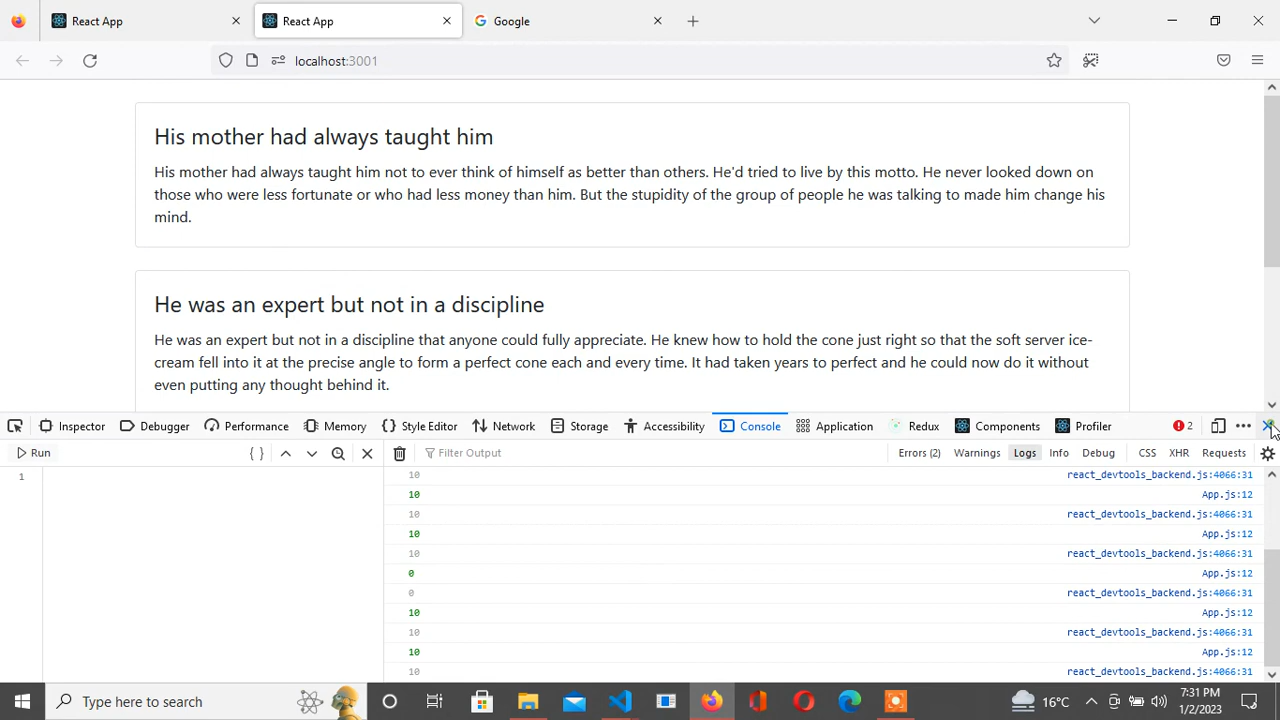 React App
React App
Google
localhost:3001
His mother had always taught him
His mother had always taught him not to ever think of himself as better than others. He'd tried to live by this motto. He never looked down on
those who were less fortunate or who had less money than him. But the stupidity of the group of people he was talking to made him change his
mind.
He was an expert but not in a discipline
He was an expert but not in a discipline that anyone could fully appreciate. He knew how to hold the cone just right so that the soft server ice-
cream fell into it at the precise angle to form a perfect cone each and every time. It had taken years to perfect and he could now do it without
even putting any thought behind it.
Inspector Debugger Performance Memory Style Editor Network Storage Accessibility Console Application Redux Components Profiler 2
Run Filter Output Errors (2) Warnings Logs Info Debug CSS XHR Requests
1
10 react_devtools_backend.js:4066:31
10 App.js:12
10 react_devtools_backend.js:4066:31
10 App.js:12
10 react_devtools_backend.js:4066:31
0 App.js:12
0 react_devtools_backend.js:4066:31
10 App.js:12
10 react_devtools_backend.js:4066:31
10 App.js:12
10 react_devtools_backend.js:4066:31
Type here to search
16°C
7:31 PM
1/2/2023